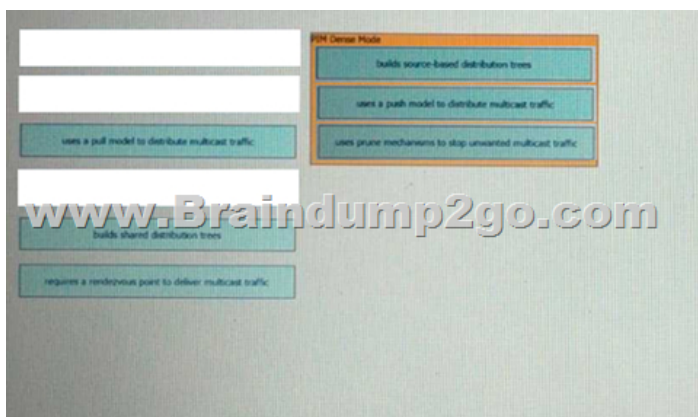 PIM Dense Mode
builds source-based distribution trees
uses a push model to distribute multicast traffic
uses a pull model to distribute multicast traffic
uses prune mechanisms to stop unwanted multicast traffic
www.Braindump2go.com
builds shared distribution trees
requires a rendezvous point to deliver multicast traffic